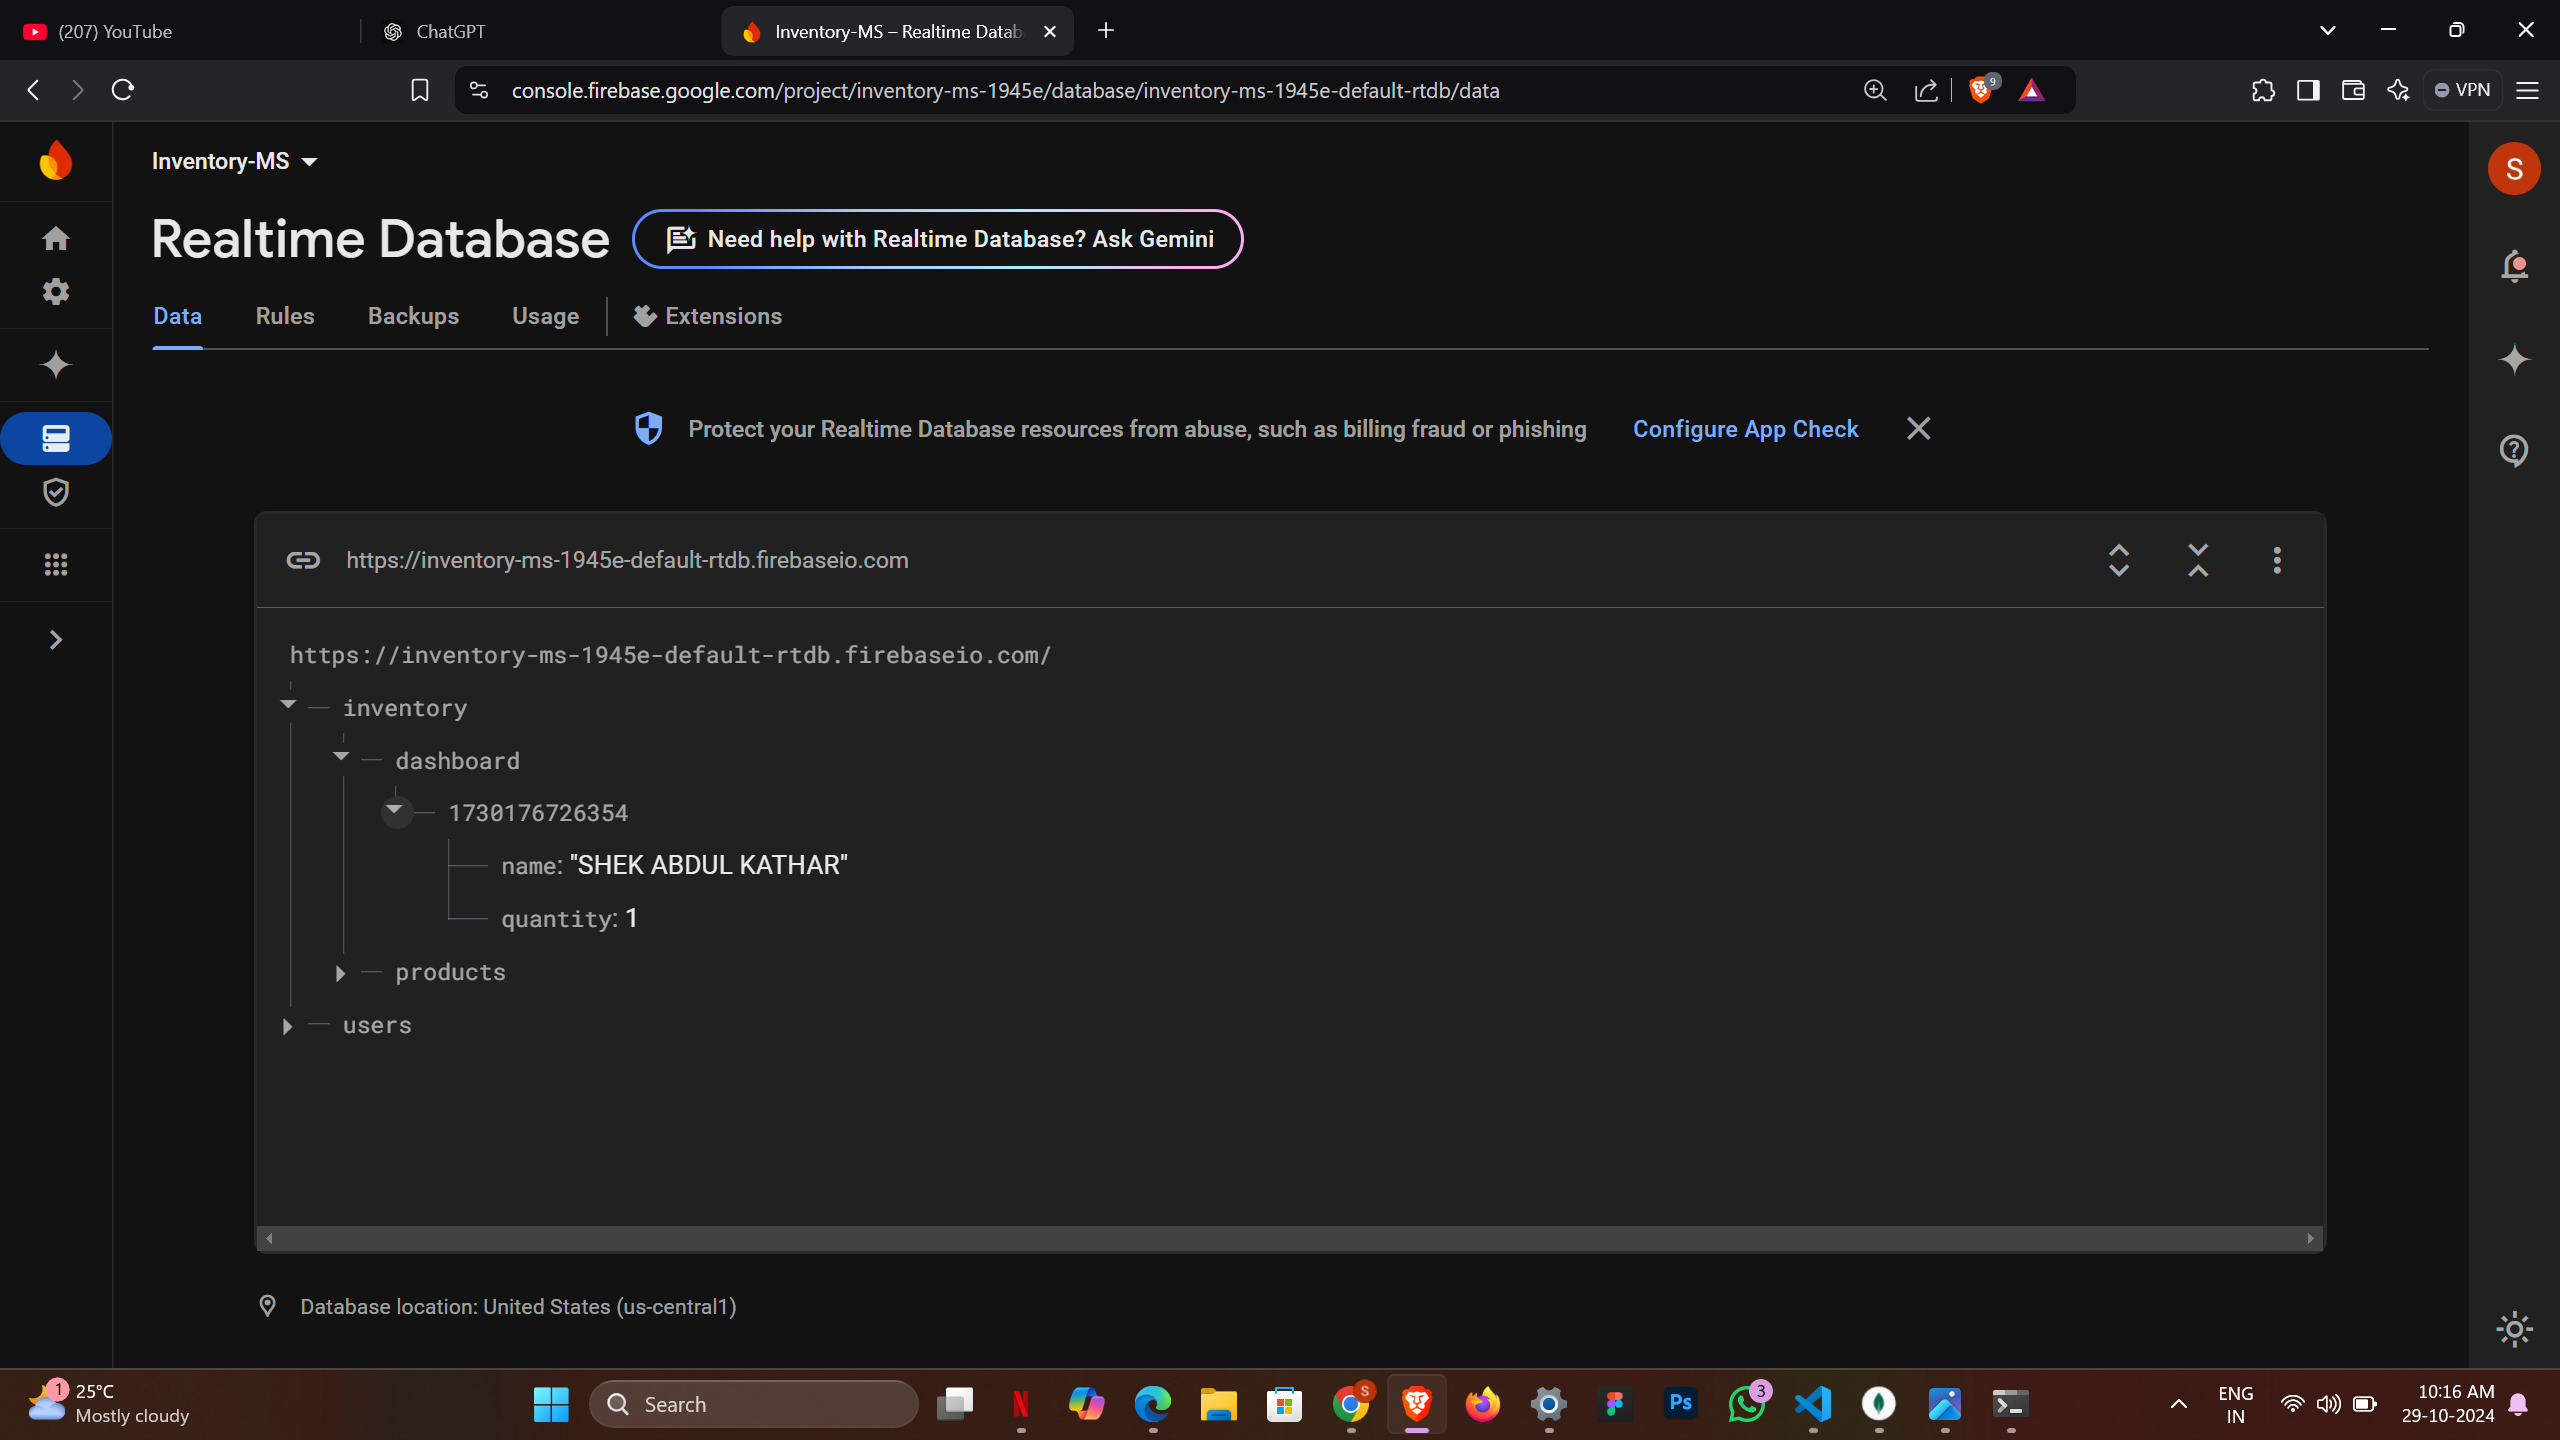 (207) YouTube
ChatGPT
Inventory-MS – Realtime Datab
console.firebase.google.com/project/inventory-ms-1945e/database/inventory-ms-1945e-default-rtdb/data
9
VPN
Inventory-MS
S
Realtime Database
Need help with Realtime Database? Ask Gemini
Data
Rules
Backups
Usage
Extensions
Protect your Realtime Database resources from abuse, such as billing fraud or phishing
Configure App Check
https://inventory-ms-1945e-default-rtdb.firebaseio.com
https://inventory-ms-1945e-default-rtdb.firebaseio.com/
inventory
dashboard
1730176726354
name: "SHEK ABDUL KATHAR"
quantity: 1
products
users
Database location: United States (us-central1)
1
25°C
Mostly cloudy
Search
N
S
Ps
3
ENG
IN
10:16 AM
29-10-2024